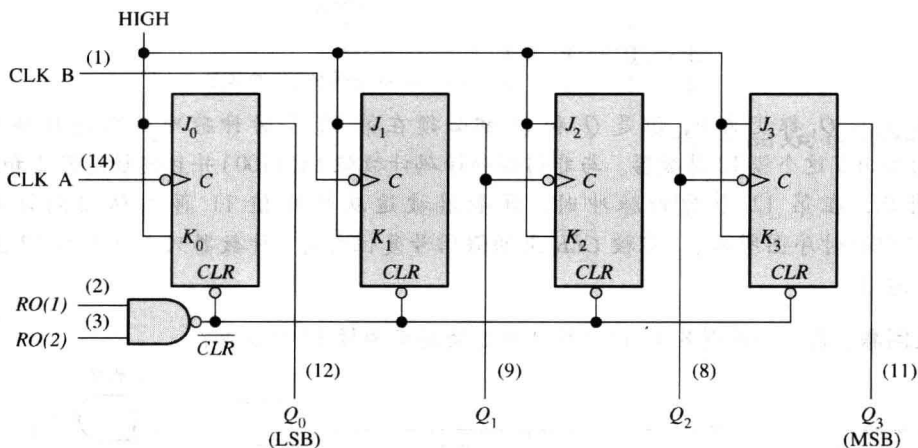 HIGH
(1)
CLK B
J₀ J₁ J₂ J₃
(14)
CLK A
C C C C
K₀ K₁ K₂ K₃
CLR CLR CLR CLR
(2)
RO(1)
(3)
RO(2)
C̅L̅R̅
(12) (9) (8) (11)
Q₀ Q₁ Q₂ Q₃
(LSB) (MSB)